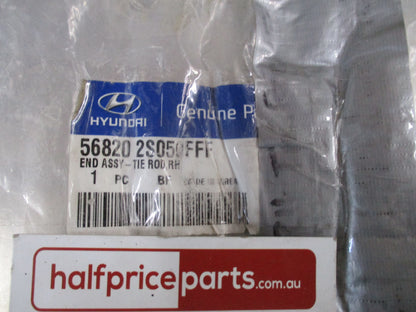 HYUNDAI
Genuine P
56820 2S050FFF
END ASSY-TIE ROD,RH
1 PC
halfpriceparts.com.au